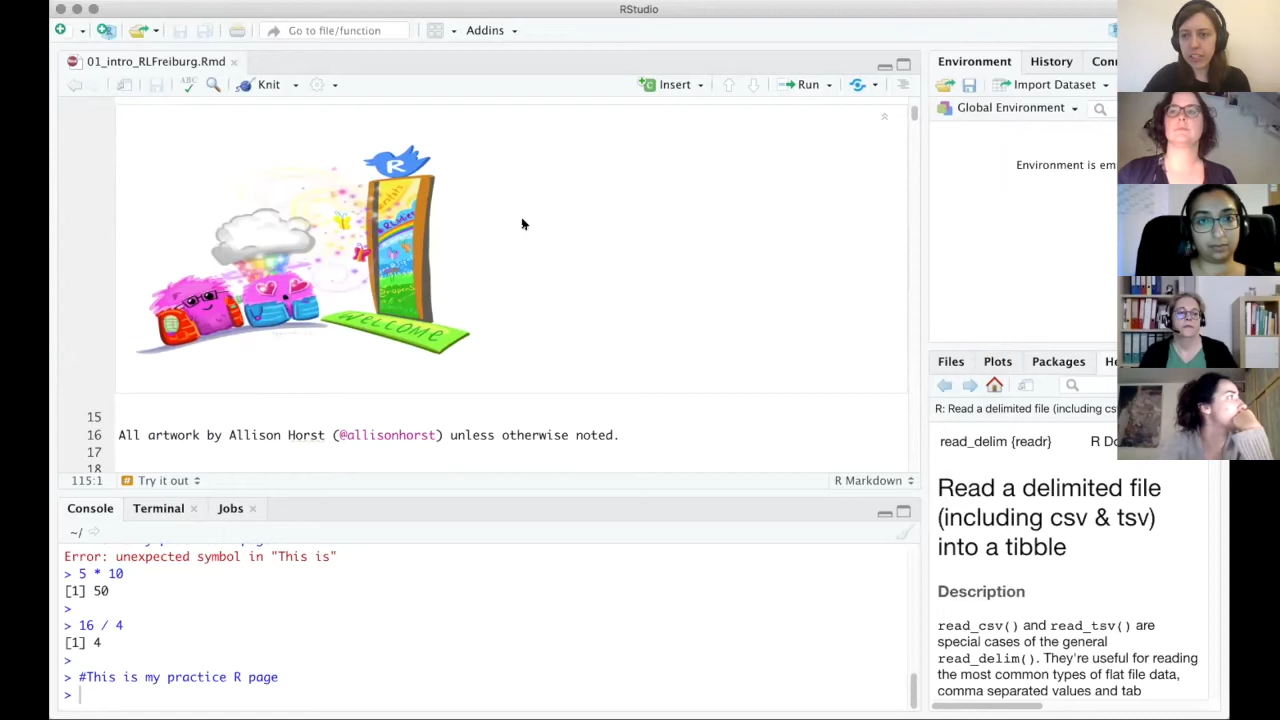 RStudio
Go to file/function
Addins
01_intro_RLFreiburg.Rmd
ABC
Knit
Insert
Run
R
WELCOME
15
16 All artwork by Allison Horst (@allisonhorst) unless otherwise noted.
17
18
115:1 # Try it out
R Markdown
Console Terminal Jobs
~/
Error: unexpected symbol in "This is"
> 5 * 10
[1] 50
>
> 16 / 4
[1] 4
>
> #This is my practice R page
>
Environment History
Import Dataset
Global Environment
Environment is em
Files Plots Packages He
R: Read a delimited file (including cs
read_delim {readr} R Do
Read a delimited file
(including csv & tsv)
into a tibble
Description
read_csv() and read_tsv() are
special cases of the general
read_delim(). They're useful for reading
the most common types of flat file data,
comma separated values and tab